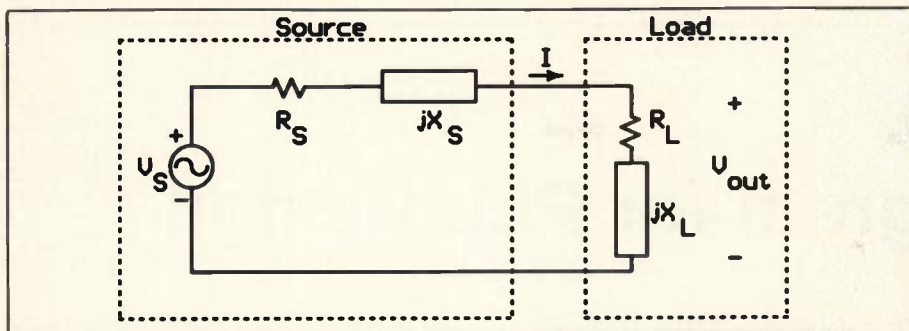 Source
Load
I
R_S
jX_S
+
V_S
-
R_L
jX_L
+
V_out
-